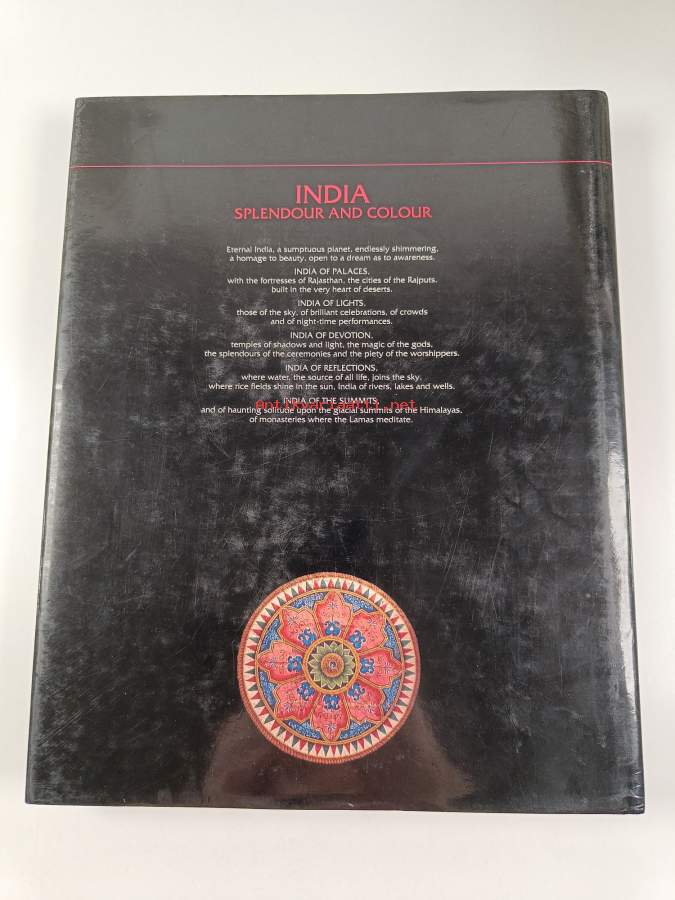 INDIA
SPLENDOUR AND COLOUR
Eternal India, a sumptuous planet, endlessly shimmering,
a homage to beauty, open to a dream as to awareness.
INDIA OF PALACES,
with the fortresses of Rajasthan, the cities of the Rajputs,
built in the very heart of deserts.
INDIA OF LIGHTS,
those of the sky, of brilliant celebrations, of crowds
and of night-time performances.
INDIA OF DEVOTION,
temples of shadows and light, the magic of the gods,
the splendours of the ceremonies and the piety of the worshippers.
INDIA OF REFLECTIONS,
where water, the source of all life, joins the sky,
where rice fields shine in the sun, India of rivers, lakes and wells.
INDIA OF THE SUMMITS,
antikvariaatti.net
and of haunting solitude upon the glacial summits of the Himalayas,
of monasteries where the Lamas meditate.